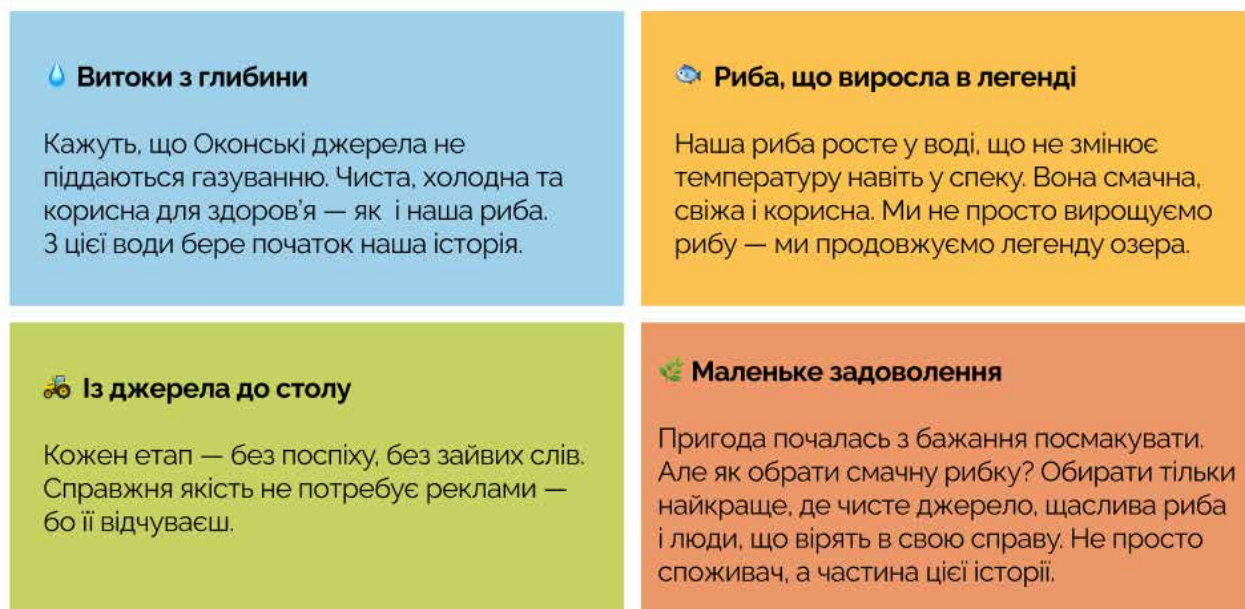 💧 Витоки з глибини
Кажуть, що Оконські джерела не
піддаються газуванню. Чиста, холодна та
корисна для здоров'я — як і наша риба.
З цієї води бере початок наша історія.
🐟 Риба, що виросла в легенді
Наша риба росте у воді, що не змінює
температуру навіть у спеку. Вона смачна,
свіжа і корисна. Ми не просто вирощуємо
рибу — ми продовжуємо легенду озера.
🚜 Із джерела до столу
Кожен етап — без поспіху, без зайвих слів.
Справжня якість не потребує реклами —
бо її відчуваєш.
🌿 Маленьке задоволення
Пригода почалась з бажання посмакувати.
Але як обрати смачну рибку? Обирати тільки
найкраще, де чисте джерело, щаслива риба
і люди, що вірять в свою справу. Не просто
споживач, а частина цієї історії.